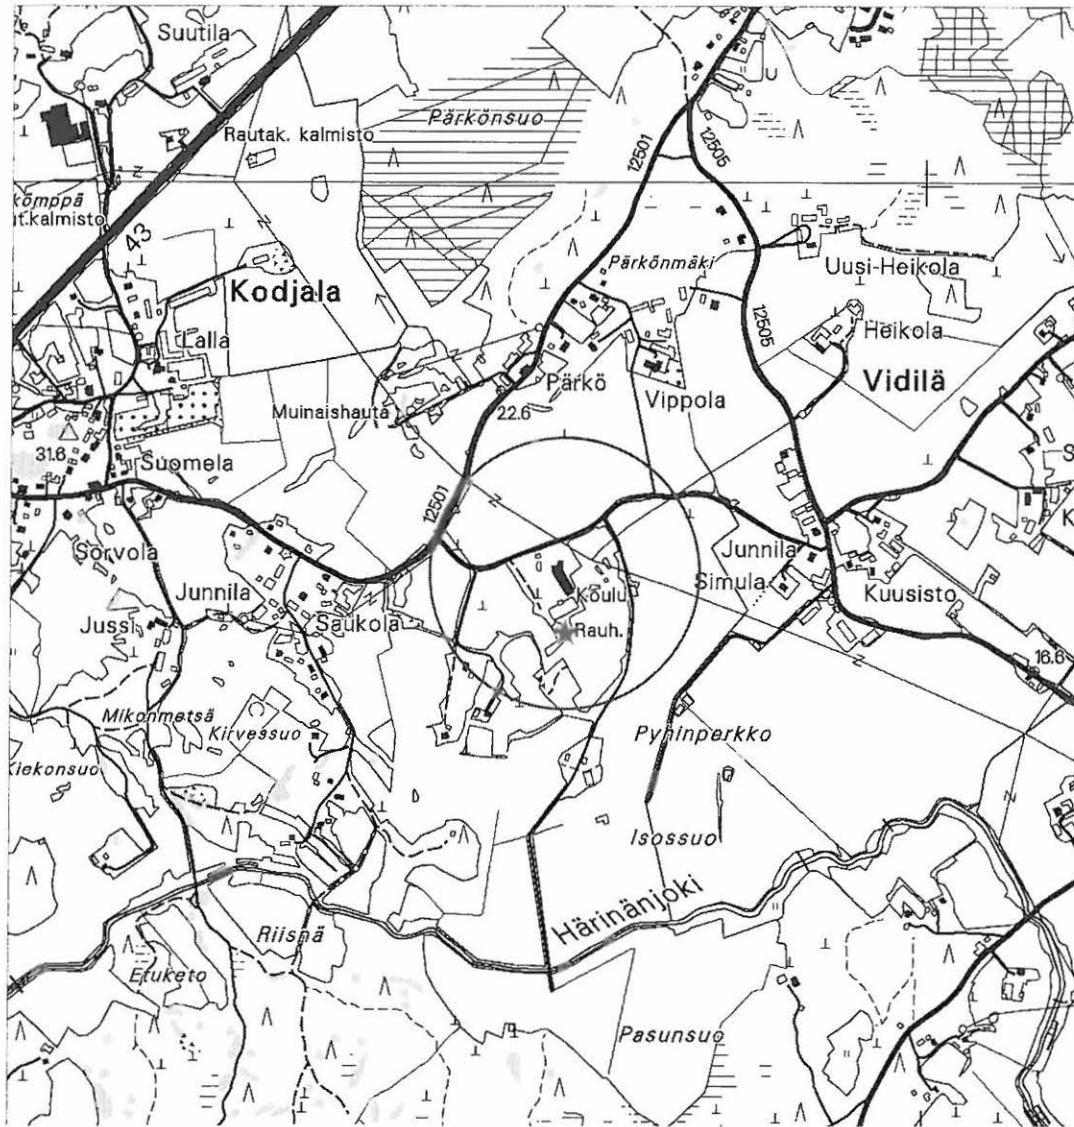 Suutila
Rautak. kalmisto
Pärkönsuo
12501
12505
kömppä
ut.kalmisto
43
Kodjala
Pärkönmäki
Uusi-Heikola
12505
Heikola
Lalla
Pärkö
Vippola
Vidilä
Muinaishauta
22.6
31.6
Suomela
12501
S
K
Sorvola
Junnila
Simula
Kuusisto
Junnila
Koulu
Jussi
Saukola
Rauh.
16.6
Mikonmetsä
Kirvessuo
Pyhinperkko
Kiekonsuo
Isossuo
Härinänjoki
Riisnä
Etuketo
Pasunsuo